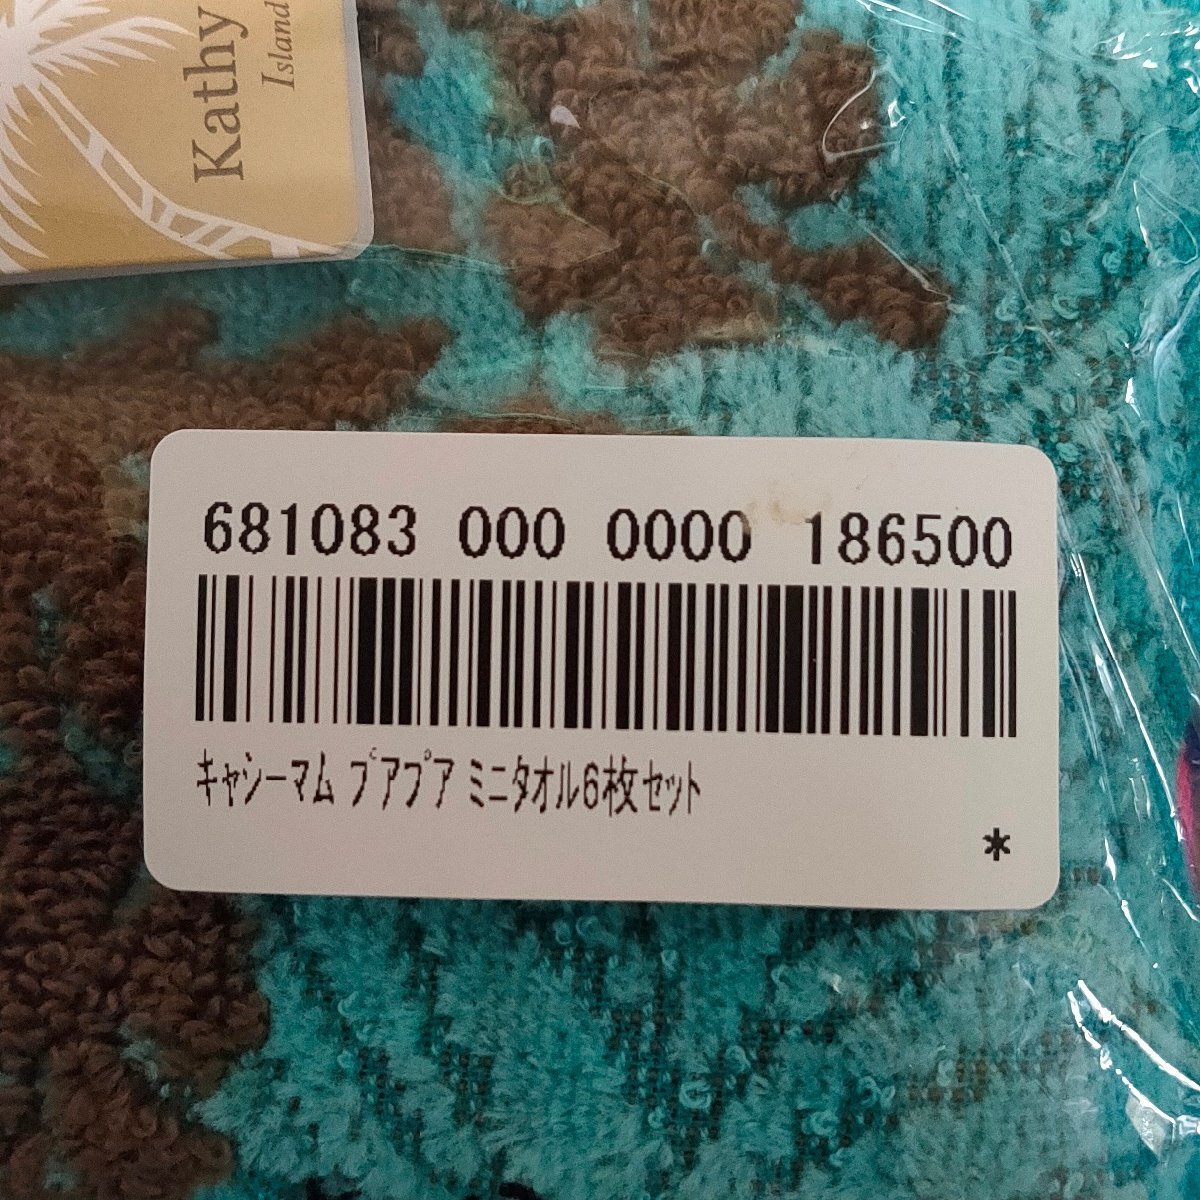 Kathy
Island
681083 000 0000 186500
ｷｬｼｰﾏﾑ ﾌﾟｱﾌﾟｱ ﾐﾆﾀｵﾙ6枚ｾｯﾄ
*